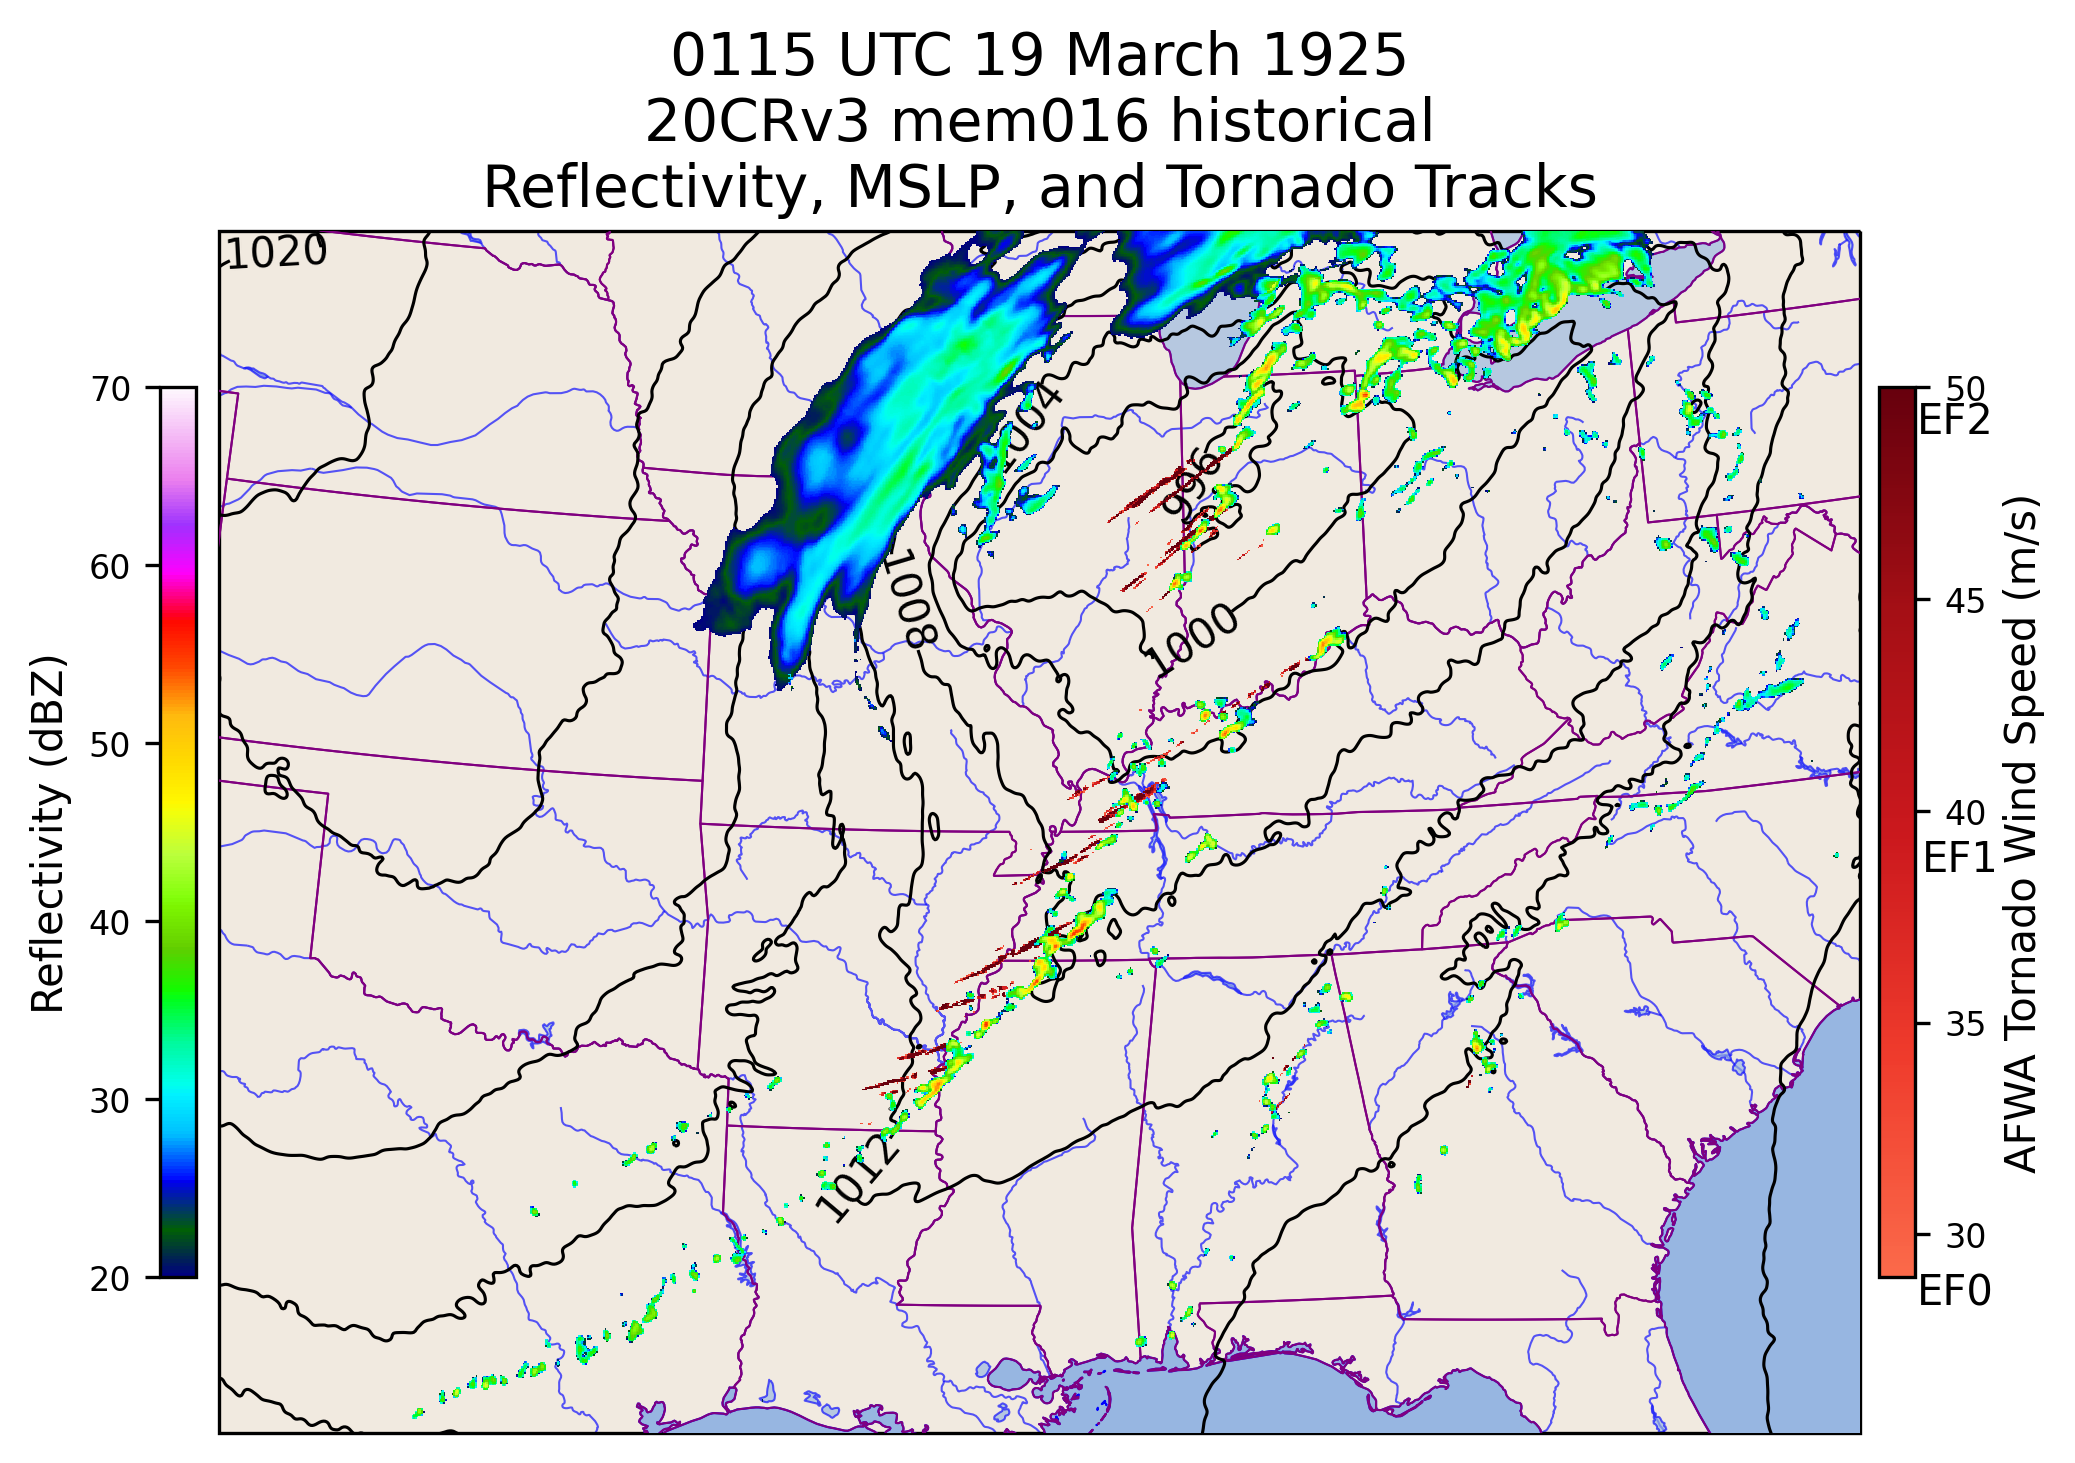 0115 UTC 19 March 1925
20CRv3 mem016 historical
Reflectivity, MSLP, and Tornado Tracks
1020
1004
996
1008
1000
1012
70
60
50
40
30
20
Reflectivity (dBZ)
50
EF2
45
40
EF1
35
30
EF0
AFWA Tornado Wind Speed (m/s)